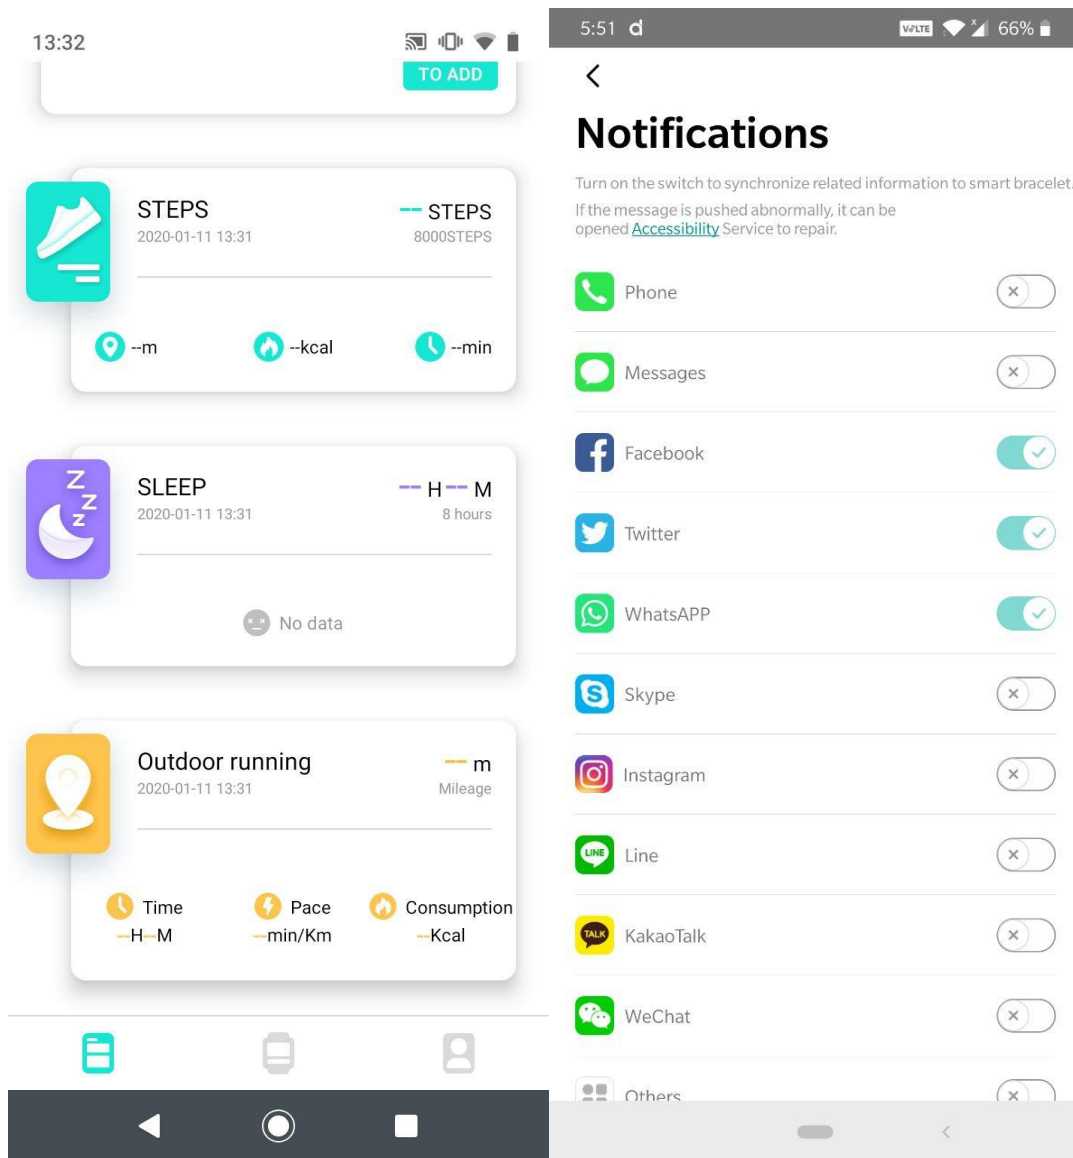 13:32
TO ADD
STEPS
-- STEPS
2020-01-11 13:31
8000STEPS
--m
--kcal
--min
Z
Z
Z
SLEEP
-- H -- M
2020-01-11 13:31
8 hours
No data
Outdoor running
-- m
2020-01-11 13:31
Mileage
Time
Pace
Consumption
--H--M
--min/Km
--Kcal
5:51 d
VoLTE
x
66%
Notifications
Turn on the switch to synchronize related information to smart bracelet.
If the message is pushed abnormally, it can be
opened Accessibility Service to repair.
Phone
Messages
Facebook
Twitter
WhatsAPP
Skype
Instagram
LINE
Line
TALK
KakaoTalk
WeChat
Others